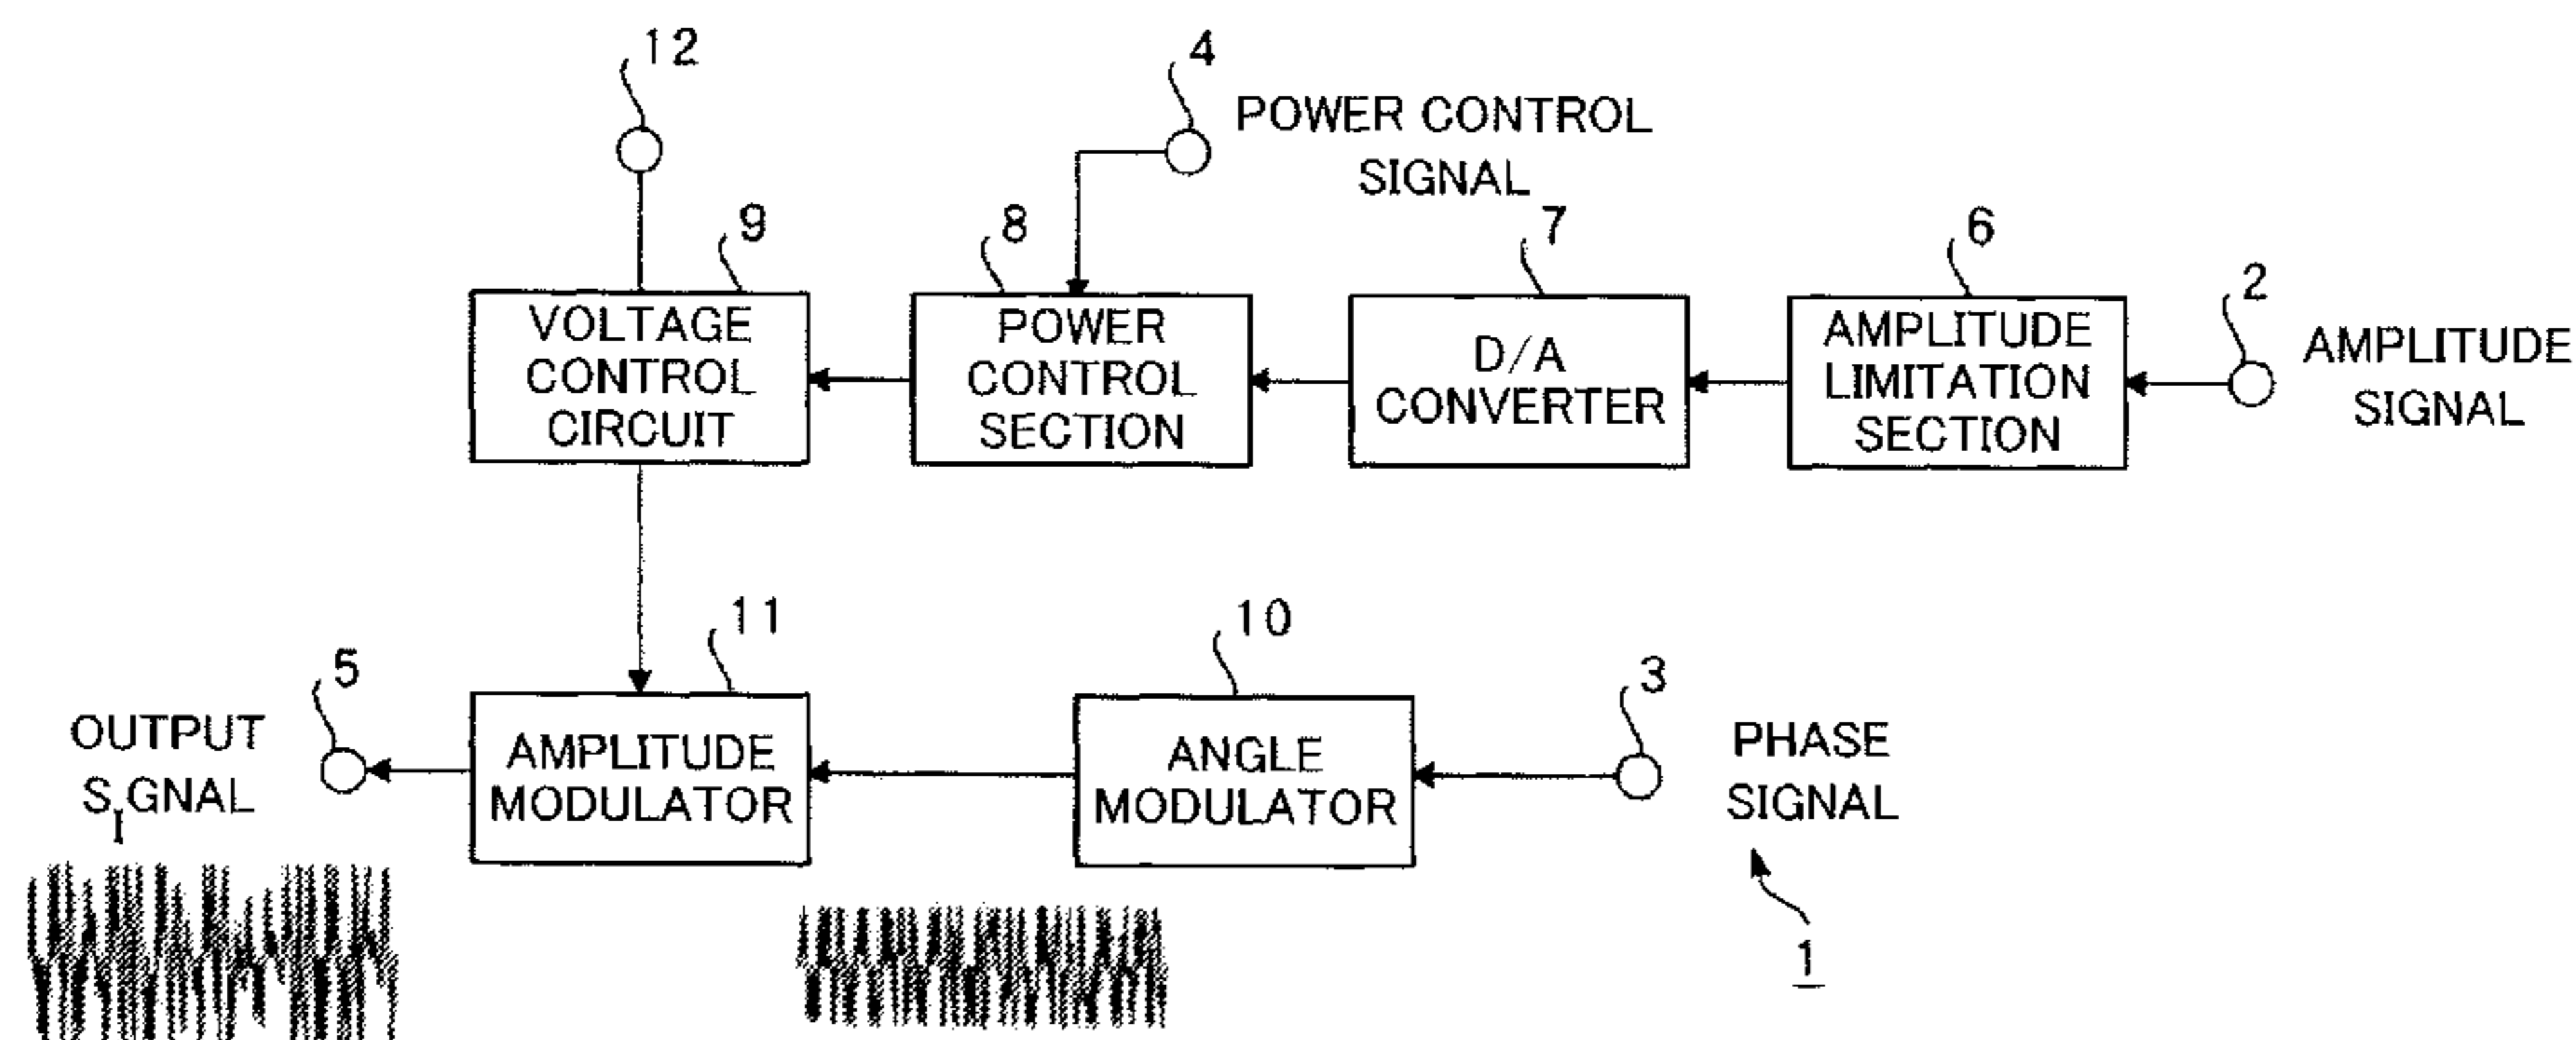 12
4
POWER CONTROL
SIGNAL
9
8
7
6
2
VOLTAGE
CONTROL
CIRCUIT
POWER
CONTROL
SECTION
D/A
CONVERTER
AMPLITUDE
LIMITATION
SECTION
AMPLITUDE
SIGNAL
11
10
5
3
OUTPUT
SIGNAL
AMPLITUDE
MODULATOR
ANGLE
MODULATOR
PHASE
SIGNAL
1